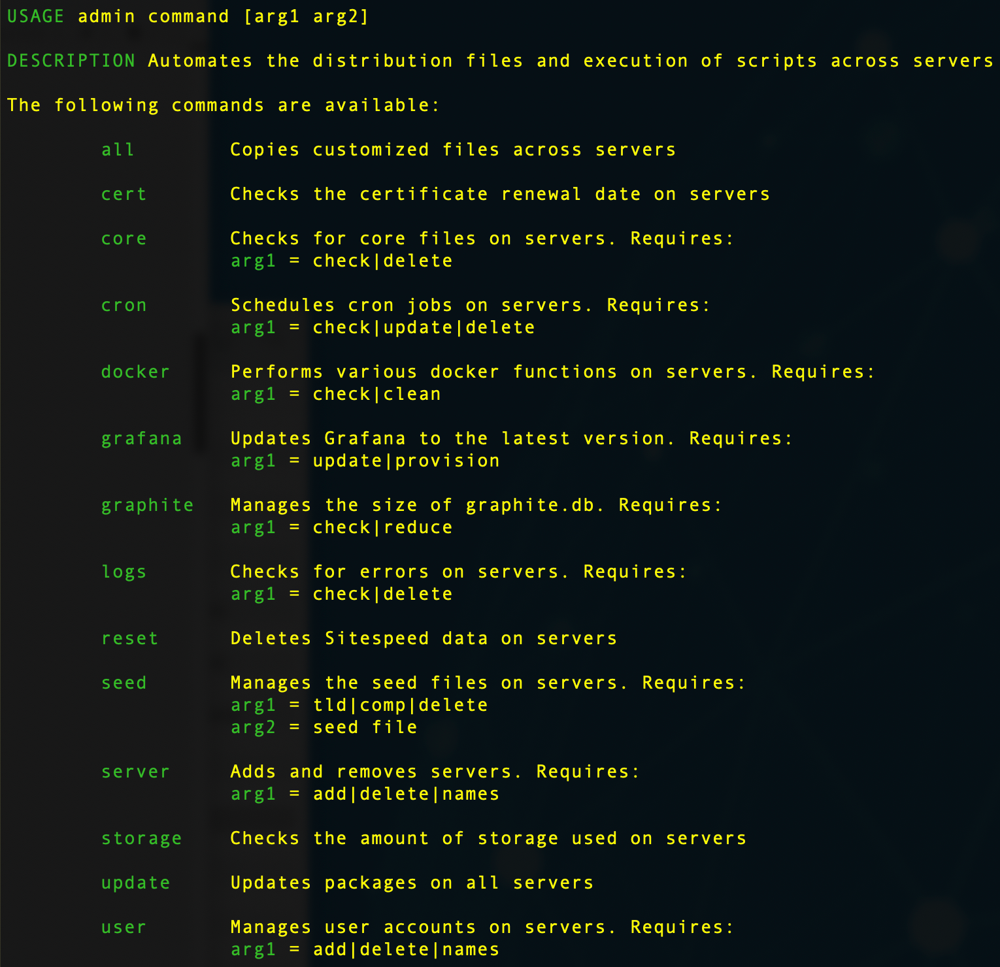 USAGE admin command [arg1 arg2]
DESCRIPTION Automates the distribution files and execution of scripts across servers
The following commands are available:
all Copies customized files across servers
cert Checks the certificate renewal date on servers
core Checks for core files on servers. Requires:
arg1 = check|delete
cron Schedules cron jobs on servers. Requires:
arg1 = check|update|delete
docker Performs various docker functions on servers. Requires:
arg1 = check|clean
grafana Updates Grafana to the latest version. Requires:
arg1 = update|provision
graphite Manages the size of graphite.db. Requires:
arg1 = check|reduce
logs Checks for errors on servers. Requires:
arg1 = check|delete
reset Deletes Sitespeed data on servers
seed Manages the seed files on servers. Requires:
arg1 = tld|comp|delete
arg2 = seed file
server Adds and removes servers. Requires:
arg1 = add|delete|names
storage Checks the amount of storage used on servers
update Updates packages on all servers
user Manages user accounts on servers. Requires:
arg1 = add|delete|names